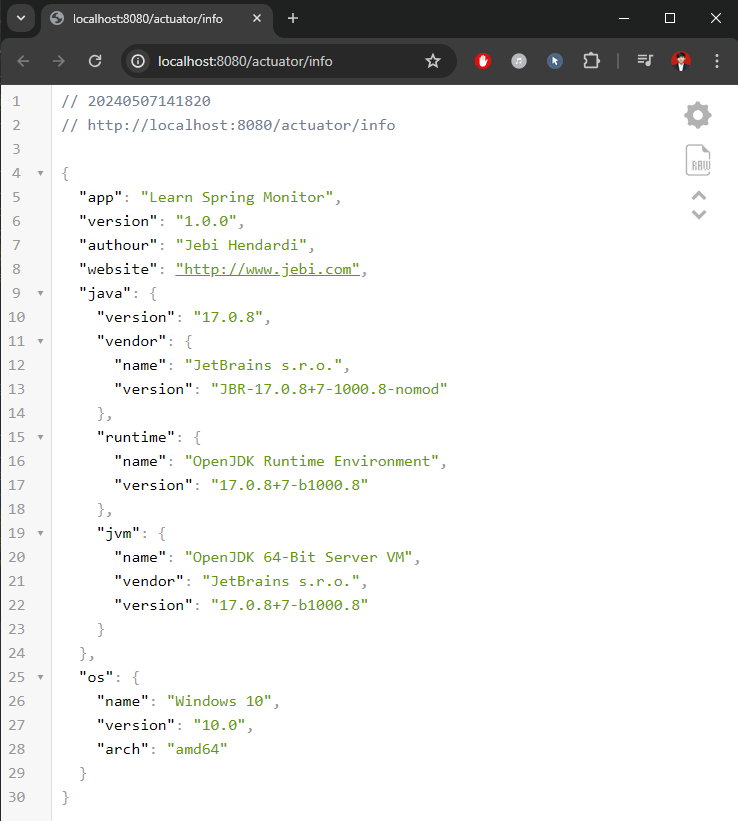 localhost:8080/actuator/info
localhost:8080/actuator/info
1 // 20240507141820
2 // http://localhost:8080/actuator/info
3
4 {
5 "app": "Learn Spring Monitor",
6 "version": "1.0.0",
7 "authour": "Jebi Hendardi",
8 "website": "http://www.jebi.com",
9 "java": {
10 "version": "17.0.8",
11 "vendor": {
12 "name": "JetBrains s.r.o.",
13 "version": "JBR-17.0.8+7-1000.8-nomod"
14 },
15 "runtime": {
16 "name": "OpenJDK Runtime Environment",
17 "version": "17.0.8+7-b1000.8"
18 },
19 "jvm": {
20 "name": "OpenJDK 64-Bit Server VM",
21 "vendor": "JetBrains s.r.o.",
22 "version": "17.0.8+7-b1000.8"
23 }
24 },
25 "os": {
26 "name": "Windows 10",
27 "version": "10.0",
28 "arch": "amd64"
29 }
30 }
RAW